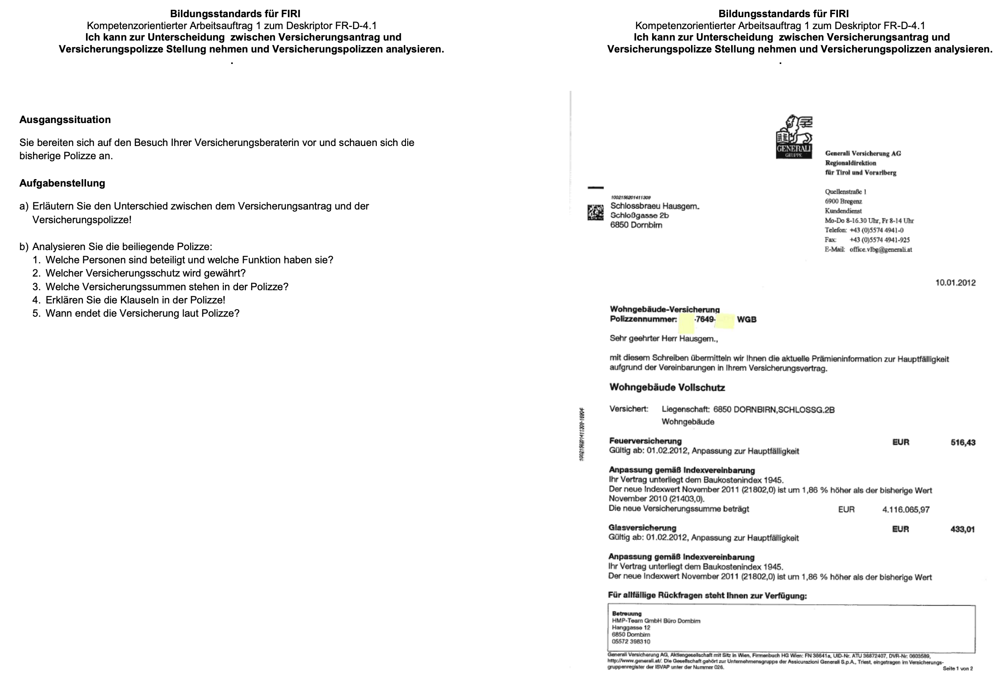 Bildungsstandards für FIRI
Kompetenzorientierter Arbeitsauftrag 1 zum Deskriptor FR-D-4.1
Ich kann zur Unterscheidung zwischen Versicherungsantrag und
Versicherungspolizze Stellung nehmen und Versicherungspolizzen analysieren.
.
Ausgangssituation
Sie bereiten sich auf den Besuch Ihrer Versicherungsberaterin vor und schauen sich die
bisherige Polizze an.
Aufgabenstellung
a) Erläutern Sie den Unterschied zwischen dem Versicherungsantrag und der
Versicherungspolizze!
b) Analysieren Sie die beiliegende Polizze:
1. Welche Personen sind beteiligt und welche Funktion haben sie?
2. Welcher Versicherungsschutz wird gewährt?
3. Welche Versicherungssummen stehen in der Polizze?
4. Erklären Sie die Klauseln in der Polizze!
5. Wann endet die Versicherung laut Polizze?
Bildungsstandards für FIRI
Kompetenzorientierter Arbeitsauftrag 1 zum Deskriptor FR-D-4.1
Ich kann zur Unterscheidung zwischen Versicherungsantrag und
Versicherungspolizze Stellung nehmen und Versicherungspolizzen analysieren.
.
GENERALI
GRUPPE
Generali Versicherung AG
Regionaldirektion
für Tirol und Vorarlberg
Quellenstraße 1
6900 Bregenz
Kundendienst
Mo-Do 8-16.30 Uhr, Fr 8-14 Uhr
Telefon: +43 (0)5574 4941-0
Fax: +43 (0)5574 4941-925
E-Mail: office.vlbg@generali.at
1002156201411309
Schlossbraeu Hausgem.
Schloßgasse 2b
6850 Dornbirn
10.01.2012
Wohngebäude-Versicherung
Polizzennummer: -7649- WGB
Sehr geehrter Herr Hausgem.,
mit diesem Schreiben übermitteln wir Ihnen die aktuelle Prämieninformation zur Hauptfälligkeit
aufgrund der Vereinbarungen in Ihrem Versicherungsvertrag.
Wohngebäude Vollschutz
Versichert: Liegenschaft: 6850 DORNBIRN,SCHLOSSG.2B
Wohngebäude
Feuerversicherung EUR 516,43
Gültig ab: 01.02.2012, Anpassung zur Hauptfälligkeit
Anpassung gemäß Indexvereinbarung
Ihr Vertrag unterliegt dem Baukostenindex 1945.
Der neue Indexwert November 2011 (21802,0) ist um 1,86 % höher als der bisherige Wert
November 2010 (21403,0).
Die neue Versicherungssumme beträgt EUR 4.116.065,97
Glasversicherung EUR 433,01
Gültig ab: 01.02.2012, Anpassung zur Hauptfälligkeit
Anpassung gemäß Indexvereinbarung
Ihr Vertrag unterliegt dem Baukostenindex 1945.
Der neue Indexwert November 2011 (21802,0) ist um 1,86 % höher als der bisherige Wert
Für allfällige Rückfragen steht Ihnen zur Verfügung:
Betreuung
HMP-Team GmbH Büro Dornbirn
Hanggasse 12
6850 Dornbirn
05572 398310
Generali Versicherung AG, Aktiengesellschaft mit Sitz in Wien, Firmenbuch HG Wien: FN 38641a, UID-Nr. ATU 36872407, DVR-Nr: 0603589,
http://www.generali.at/. Die Gesellschaft gehört zur Unternehmensgruppe der Assicurazioni Generali S.p.A., Triest, eingetragen im Versicherungs-
gruppenregister der ISVAP unter der Nummer 026.
Seite 1 von 2